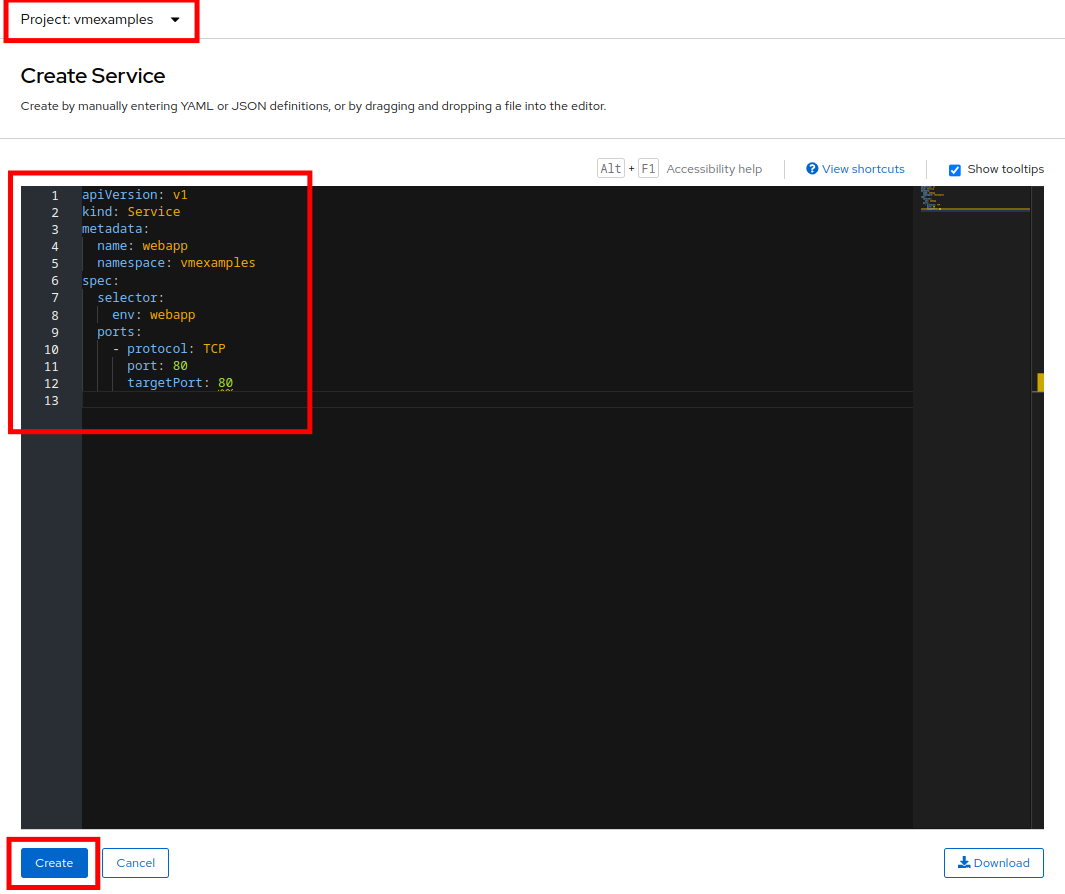 Project: vmexamples
Create Service
Create by manually entering YAML or JSON definitions, or by dragging and dropping a file into the editor.
Alt + F1 Accessibility help View shortcuts Show tooltips
1 apiVersion: v1
2 kind: Service
3 metadata:
4   name: webapp
5   namespace: vmexamples
6 spec:
7   selector:
8     env: webapp
9   ports:
10     - protocol: TCP
11       port: 80
12       targetPort: 80
13
Create Cancel Download